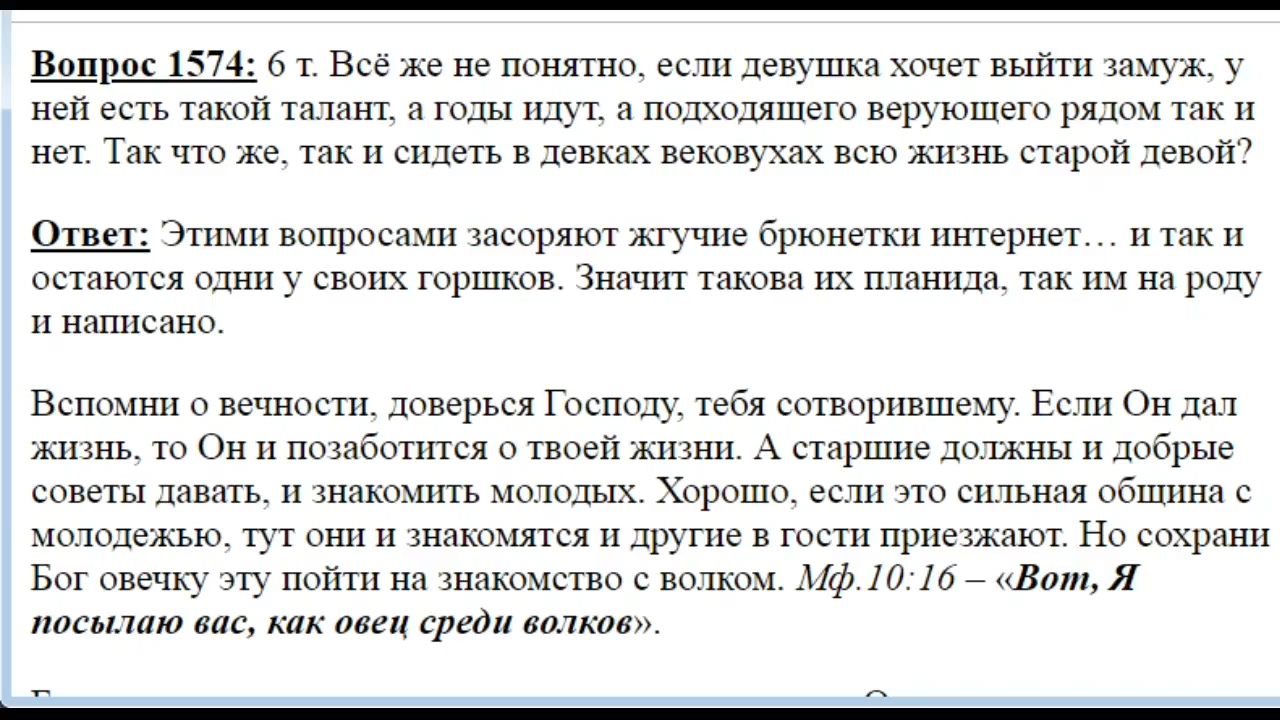 Вопрос 1574: 6 т. Всё же не понятно, если девушка хочет выйти замуж, у
ней есть такой талант, а годы идут, а подходящего верующего рядом так и
нет. Так что же, так и сидеть в девках вековухах всю жизнь старой девой?
Ответ: Этими вопросами засоряют жгучие брюнетки интернет… и так и
остаются одни у своих горшков. Значит такова их планида, так им на роду
и написано.
Вспомни о вечности, доверься Господу, тебя сотворившему. Если Он дал
жизнь, то Он и позаботится о твоей жизни. А старшие должны и добрые
советы давать, и знакомить молодых. Хорошо, если это сильная община с
молодежью, тут они и знакомятся и другие в гости приезжают. Но сохрани
Бог овечку эту пойти на знакомство с волком. Мф.10:16 – «Вот, Я
посылаю вас, как овец среди волков».